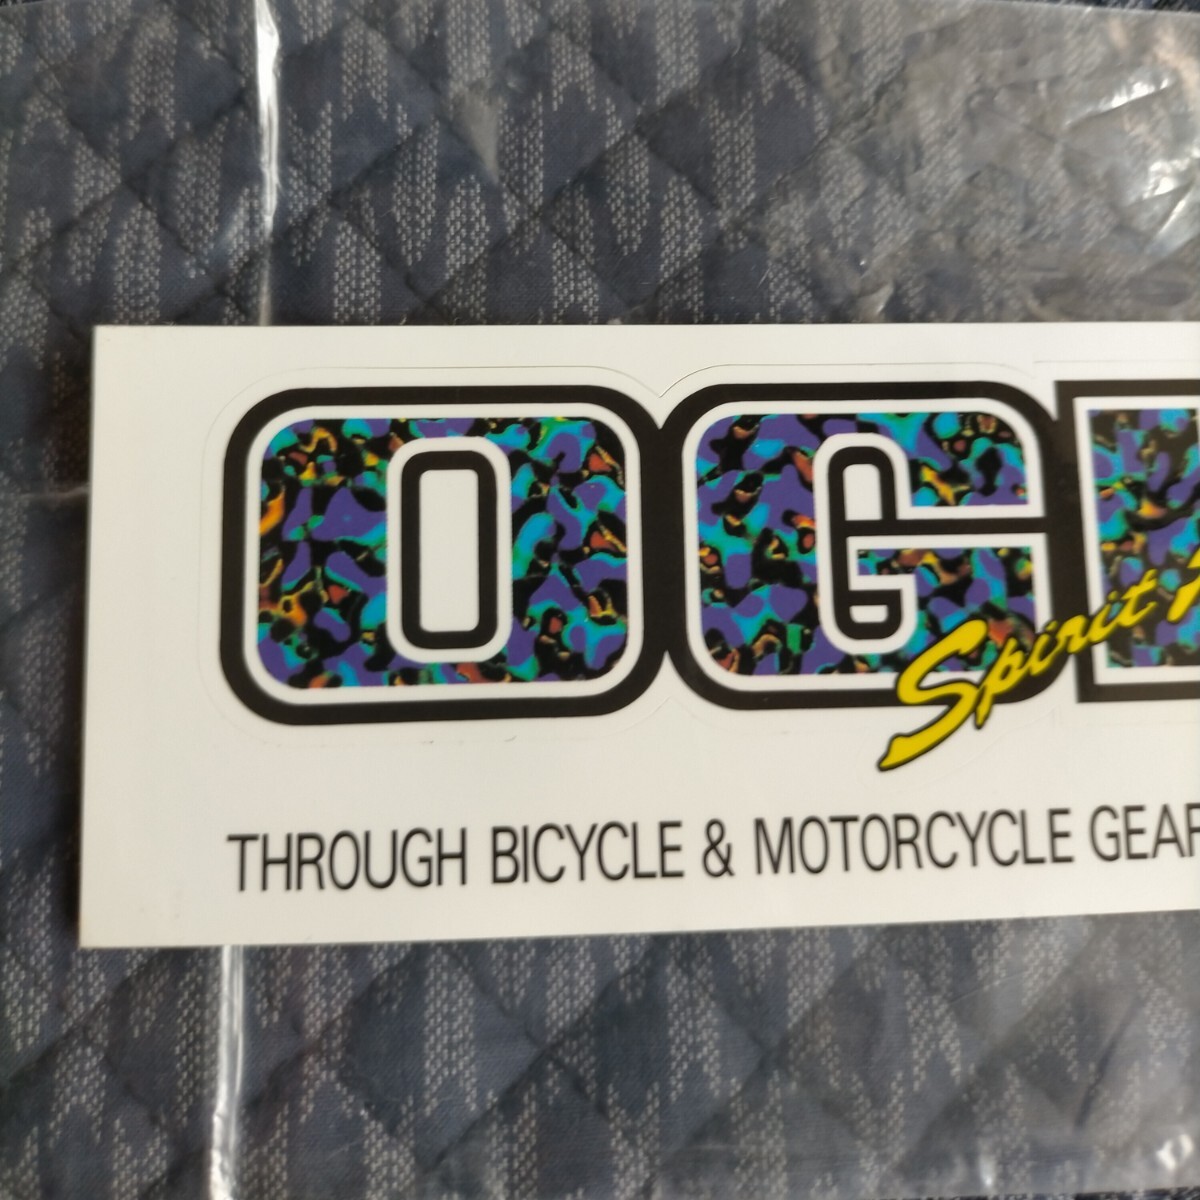 OG
Spirit
THROUGH BICYCLE & MOTORCYCLE GEAR